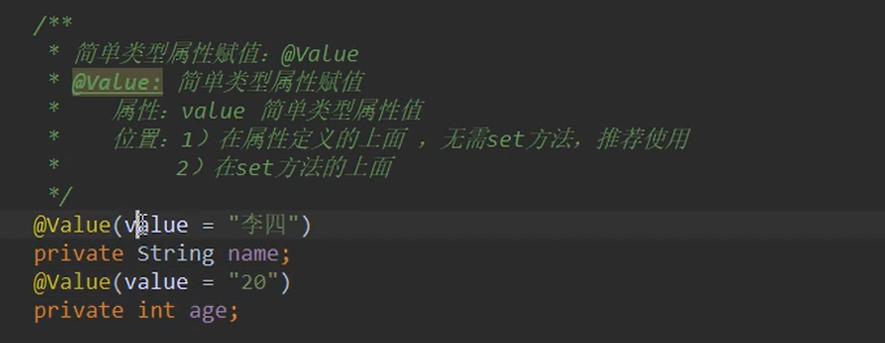 /**
* 简单类型属性赋值：@Value
* @Value: 简单类型属性赋值
* 属性：value 简单类型属性值
* 位置：1）在属性定义的上面 ，无需set方法，推荐使用
* 2）在set方法的上面
*/
@Value(value = "李四")
private String name;
@Value(value = "20")
private int age;